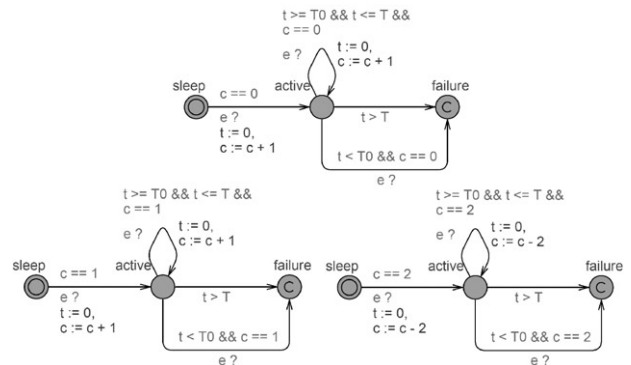 t >= T0 && t <= T &&
c == 0
e ?
t := 0,
c := c + 1
sleep
active
failure
c == 0
e ?
t := 0,
c := c + 1
t > T
C
t < T0 && c == 0
e ?
t >= T0 && t <= T &&
c == 1
e ?
t := 0,
c := c + 1
sleep
active
failure
c == 1
e ?
t := 0,
c := c + 1
t > T
C
t < T0 && c == 1
e ?
t >= T0 && t <= T &&
c == 2
e ?
t := 0,
c := c - 2
sleep
active
failure
c == 2
e ?
t := 0,
c := c - 2
t > T
C
t < T0 && c == 2
e ?